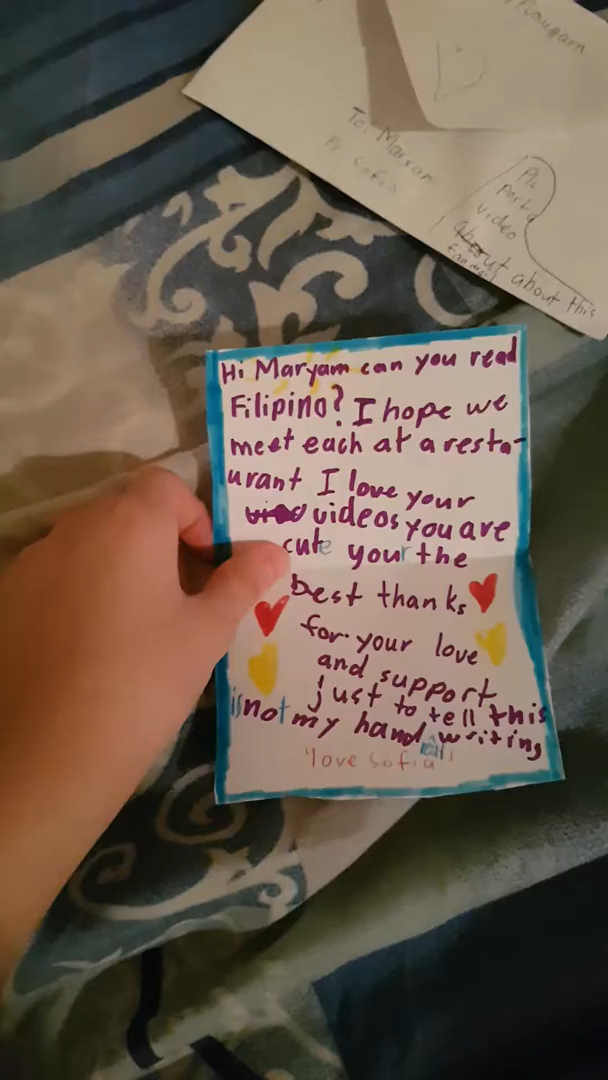 To: Maryam
Fr Sofia
video
about about this
Hi Maryam can you read
Filipino? I hope we
meet each at a resta-
urant I love your
videos you are
cute your the
best thanks
for your love
and support
just to tell this
is not my hand writing
love sofia